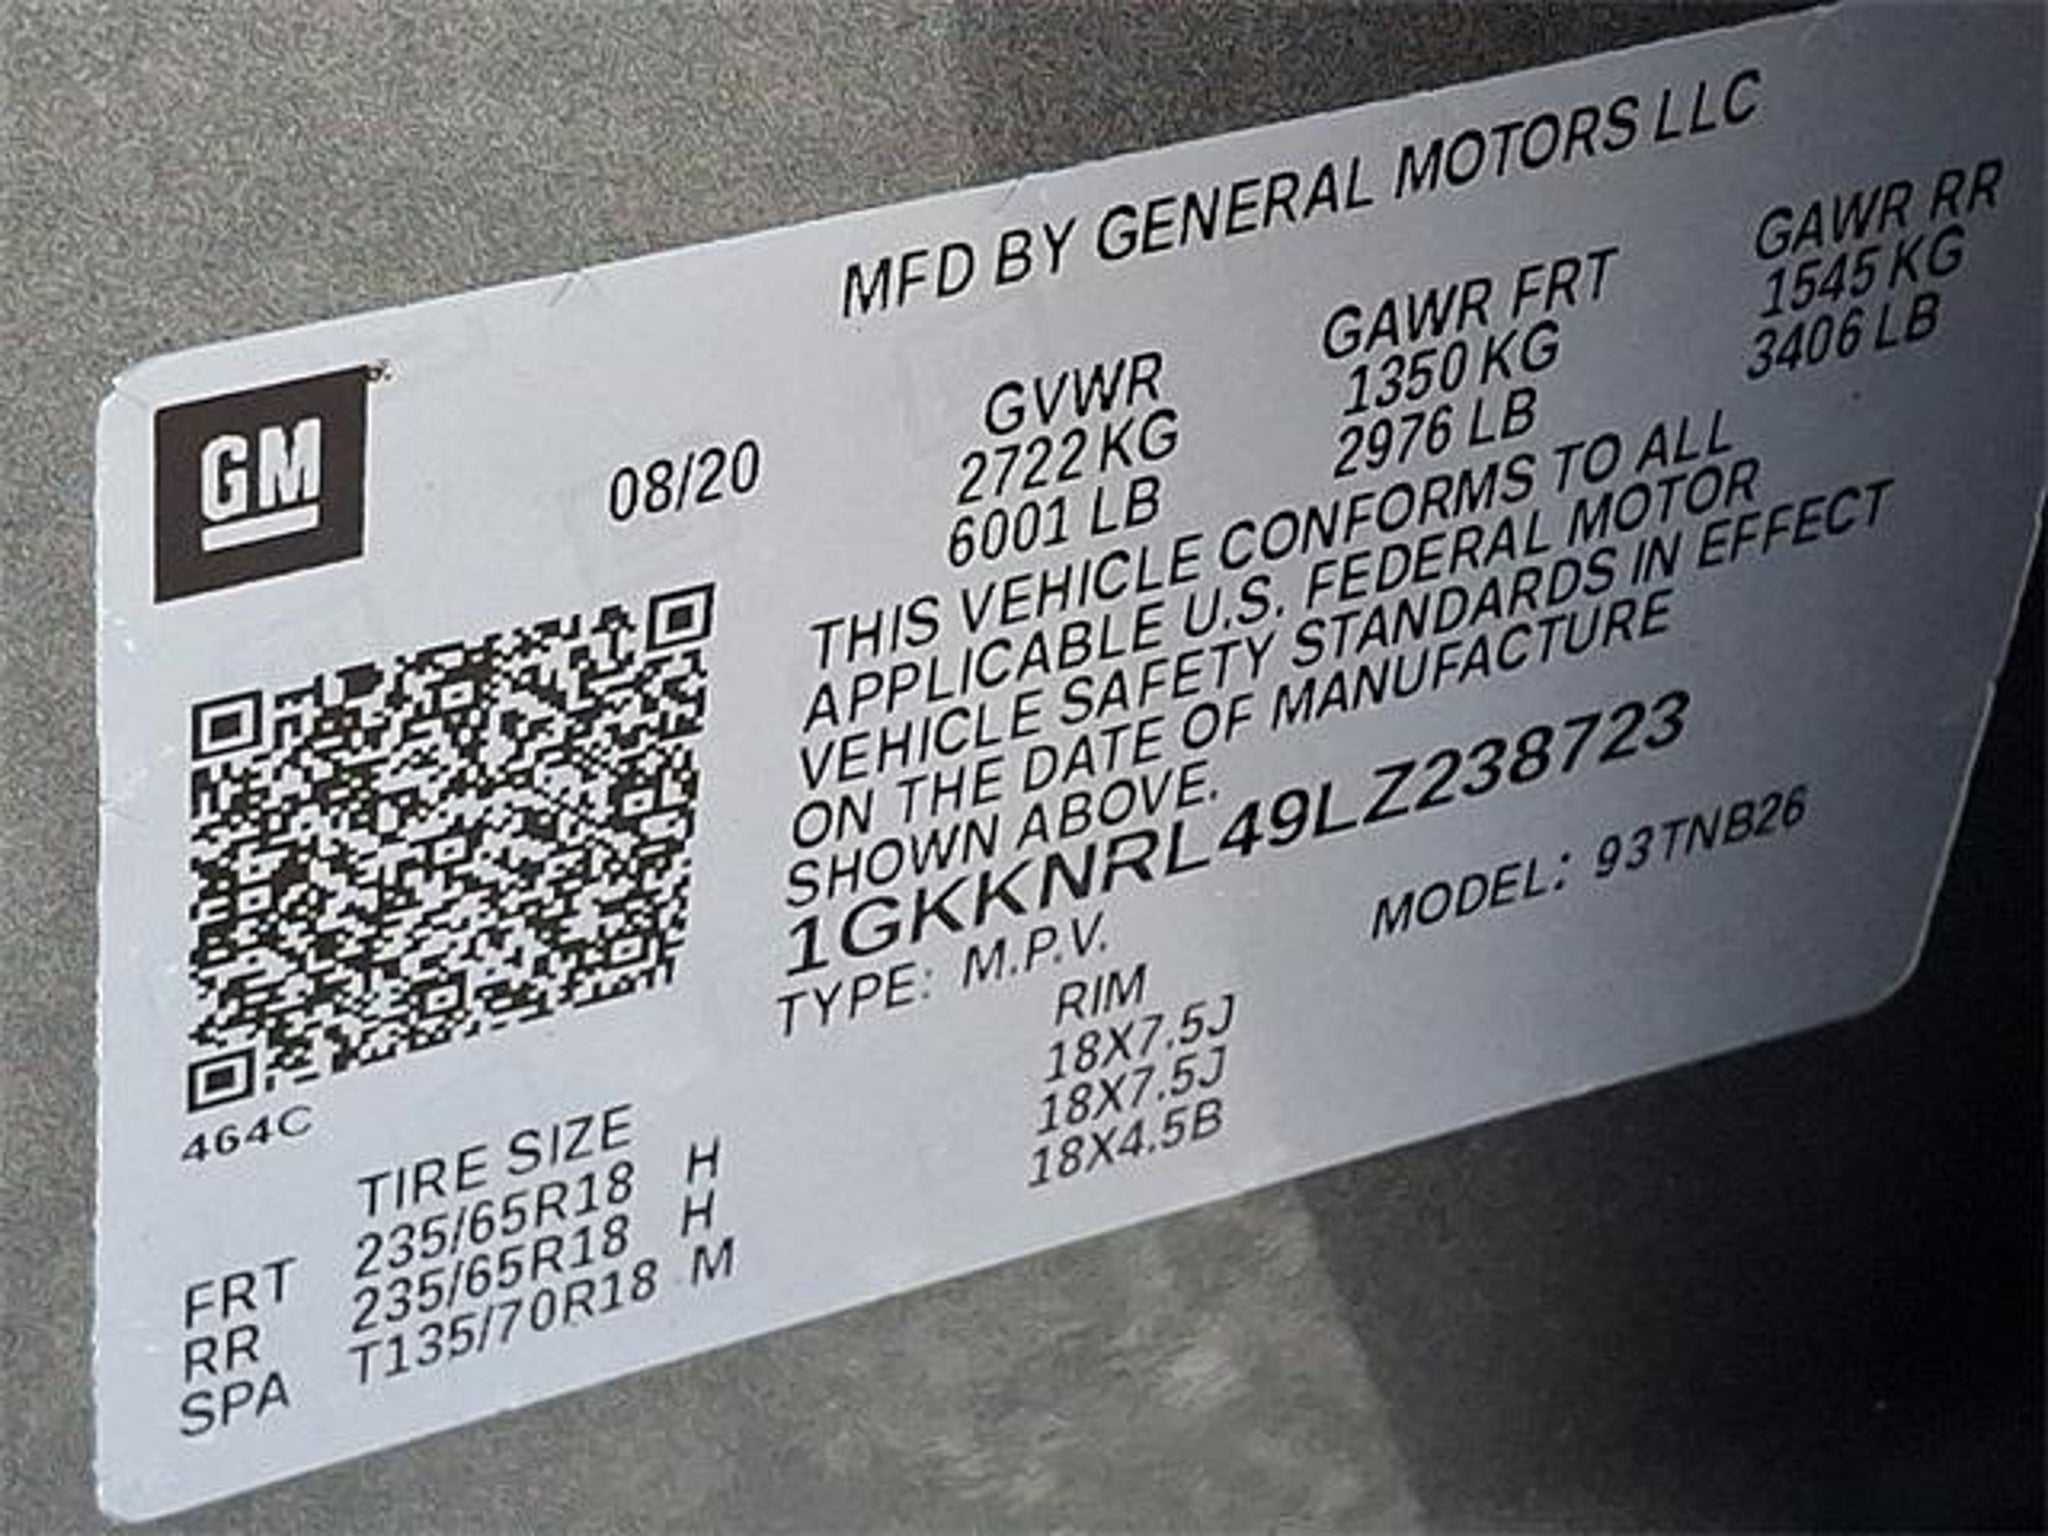 MFD BY GENERAL MOTORS LLC
GM
08/20
GVWR GAWR FRT GAWR RR
2722 KG 1350 KG 1545 KG
6001 LB 2976 LB 3406 LB
THIS VEHICLE CONFORMS TO ALL
APPLICABLE U.S. FEDERAL MOTOR
VEHICLE SAFETY STANDARDS IN EFFECT
ON THE DATE OF MANUFACTURE
SHOWN ABOVE.
1GKKNRL49LZ238723
TYPE: M.P.V. MODEL: 93TNB26
464C
TIRE SIZE RIM
FRT 235/65R18 H 18X7.5J
RR 235/65R18 H 18X7.5J
SPA T135/70R18 M 18X4.5B